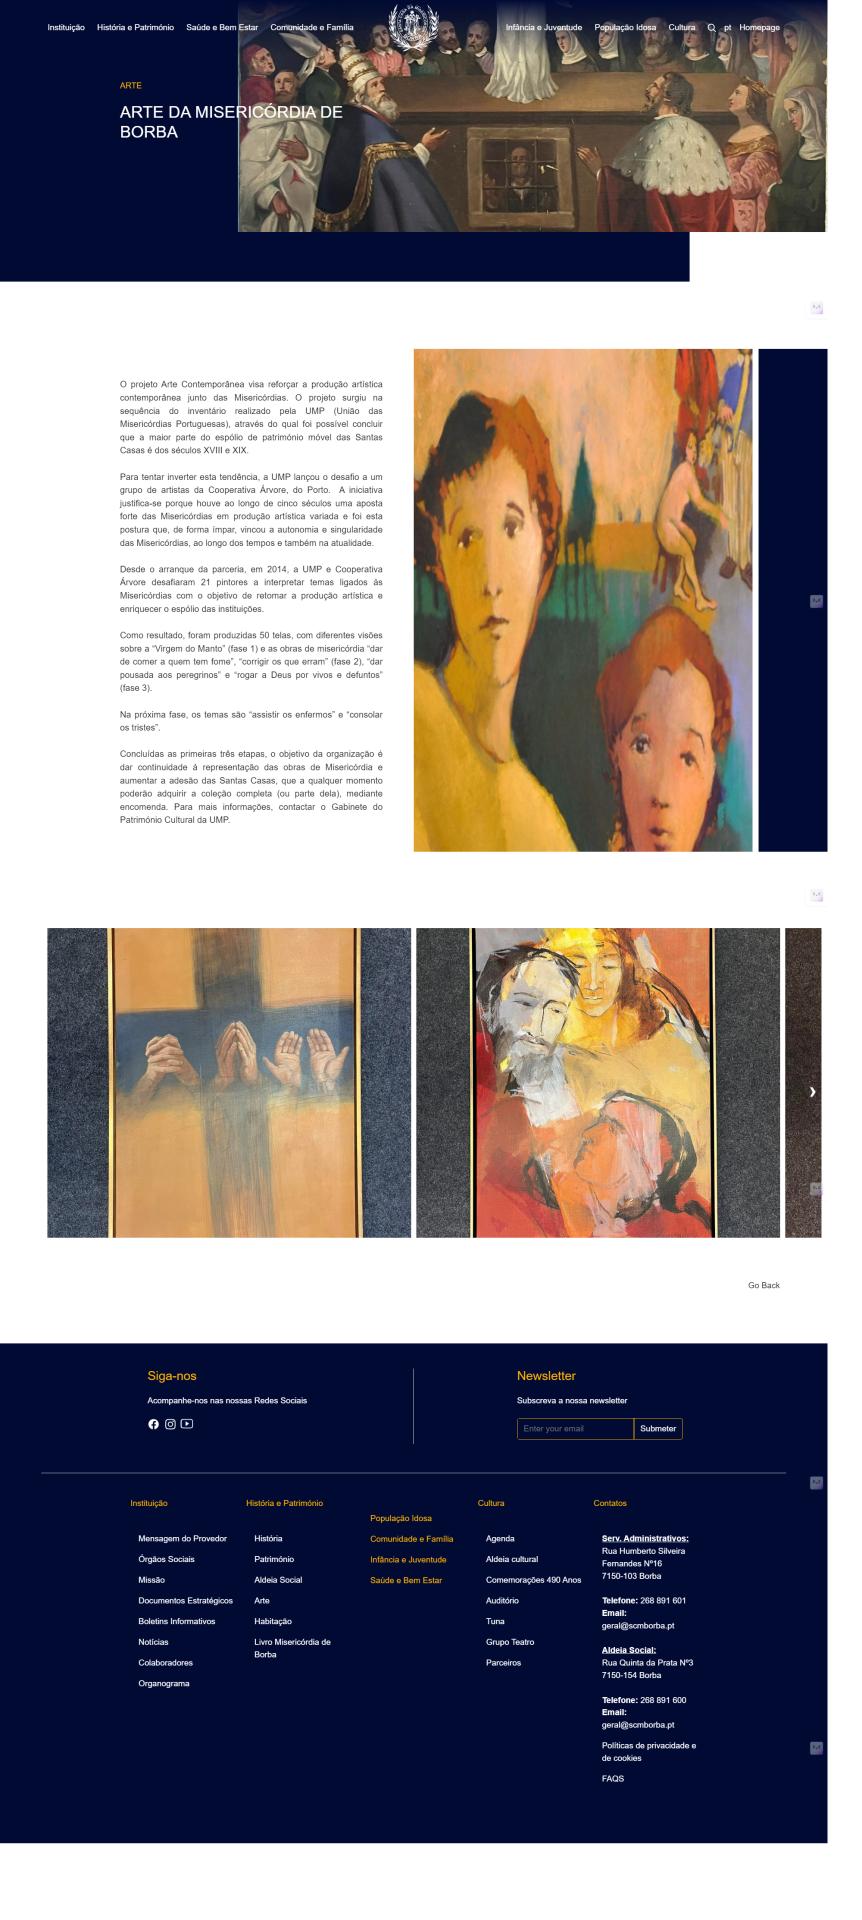 Instituição História e Património Saúde e Bem Estar Comunidade e Família Infância e Juventude População Idosa Cultura pt Homepage
ARTE
ARTE DA MISERICÓRDIA DE
BORBA
O projeto Arte Contemporânea visa reforçar a produção artística
contemporânea junto das Misericórdias. O projeto surgiu na
sequência do inventário realizado pela UMP (União das
Misericórdias Portuguesas), através do qual foi possível concluir
que a maior parte do espólio de património móvel das Santas
Casas é dos séculos XVIII e XIX.
Para tentar inverter esta tendência, a UMP lançou o desafio a um
grupo de artistas da Cooperativa Árvore, do Porto. A iniciativa
justifica-se porque houve ao longo de cinco séculos uma aposta
forte das Misericórdias em produção artística variada e foi esta
postura que, de forma ímpar, vincou a autonomia e singularidade
das Misericórdias, ao longo dos tempos e também na atualidade.
Desde o arranque da parceria, em 2014, a UMP e Cooperativa
Árvore desafiaram 21 pintores a interpretar temas ligados às
Misericórdias com o objetivo de retomar a produção artística e
enriquecer o espólio das instituições.
Como resultado, foram produzidas 50 telas, com diferentes visões
sobre a “Virgem do Manto” (fase 1) e as obras de misericórdia “dar
de comer a quem tem fome”, “corrigir os que erram” (fase 2), “dar
pousada aos peregrinos” e “rogar a Deus por vivos e defuntos”
(fase 3).
Na próxima fase, os temas são “assistir os enfermos” e “consolar
os tristes”.
Concluídas as primeiras três etapas, o objetivo da organização é
dar continuidade á representação das obras de Misericórdia e
aumentar a adesão das Santas Casas, que a qualquer momento
poderão adquirir a coleção completa (ou parte dela), mediante
encomenda. Para mais informações, contactar o Gabinete do
Património Cultural da UMP.
Go Back
Siga-nos
Acompanhe-nos nas nossas Redes Sociais
Newsletter
Subscreva a nossa newsletter
Enter your email Submeter
Instituição
Mensagem do Provedor
Órgãos Sociais
Missão
Documentos Estratégicos
Boletins Informativos
Notícias
Colaboradores
Organograma
História e Património
História
Património
Aldeia Social
Arte
Habitação
Livro Misericórdia de
Borba
População Idosa
Comunidade e Família
Infância e Juventude
Saúde e Bem Estar
Cultura
Agenda
Aldeia cultural
Comemorações 490 Anos
Auditório
Tuna
Grupo Teatro
Parceiros
Contatos
Serv. Administrativos:
Rua Humberto Silveira
Fernandes Nº16
7150-103 Borba
Telefone: 268 891 601
Email:
geral@scmborba.pt
Aldeia Social:
Rua Quinta da Prata Nº3
7150-154 Borba
Telefone: 268 891 600
Email:
geral@scmborba.pt
Políticas de privacidade e
de cookies
FAQS